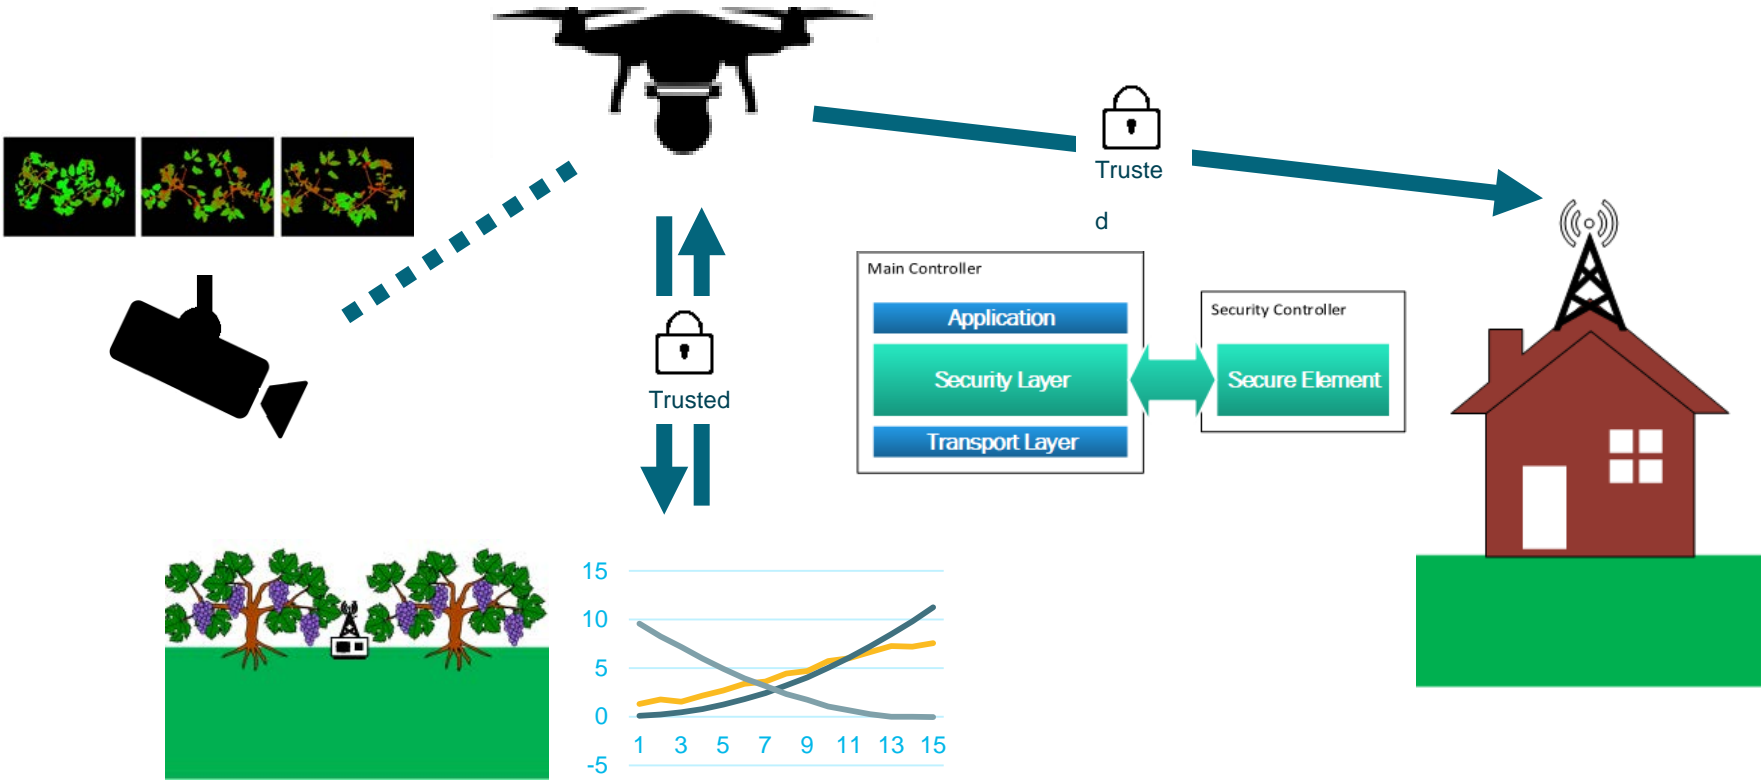 Truste
d
Main Controller
Application
Security Layer
Transport Layer
Security Controller
Secure Element
Trusted
15
10
5
0
-5
1 3 5 7 9 11 13 15